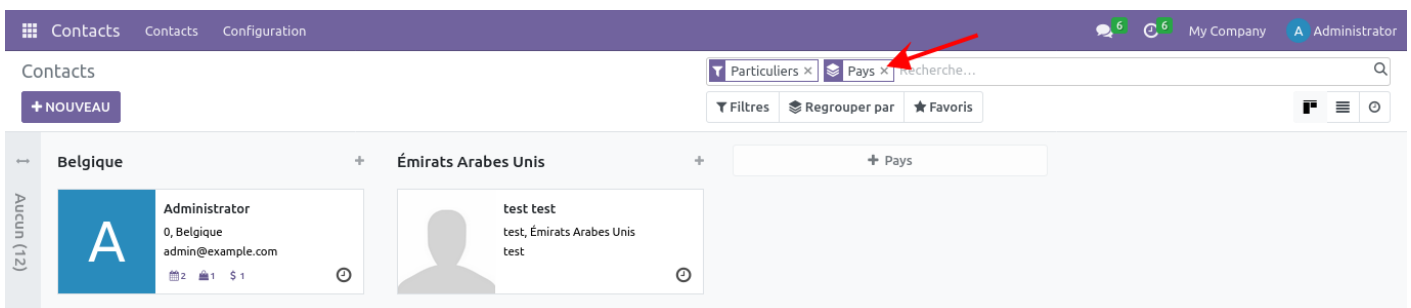 Contacts Contacts Configuration 6 6 My Company A Administrator
Contacts Particuliers × Pays × Recherche...
+ NOUVEAU Filtres Regrouper par Favoris
Belgique + Émirats Arabes Unis + + Pays
Aucun (12)
A
Administrator
0, Belgique
admin@example.com
2 1 $ 1
test test
test, Émirats Arabes Unis
test